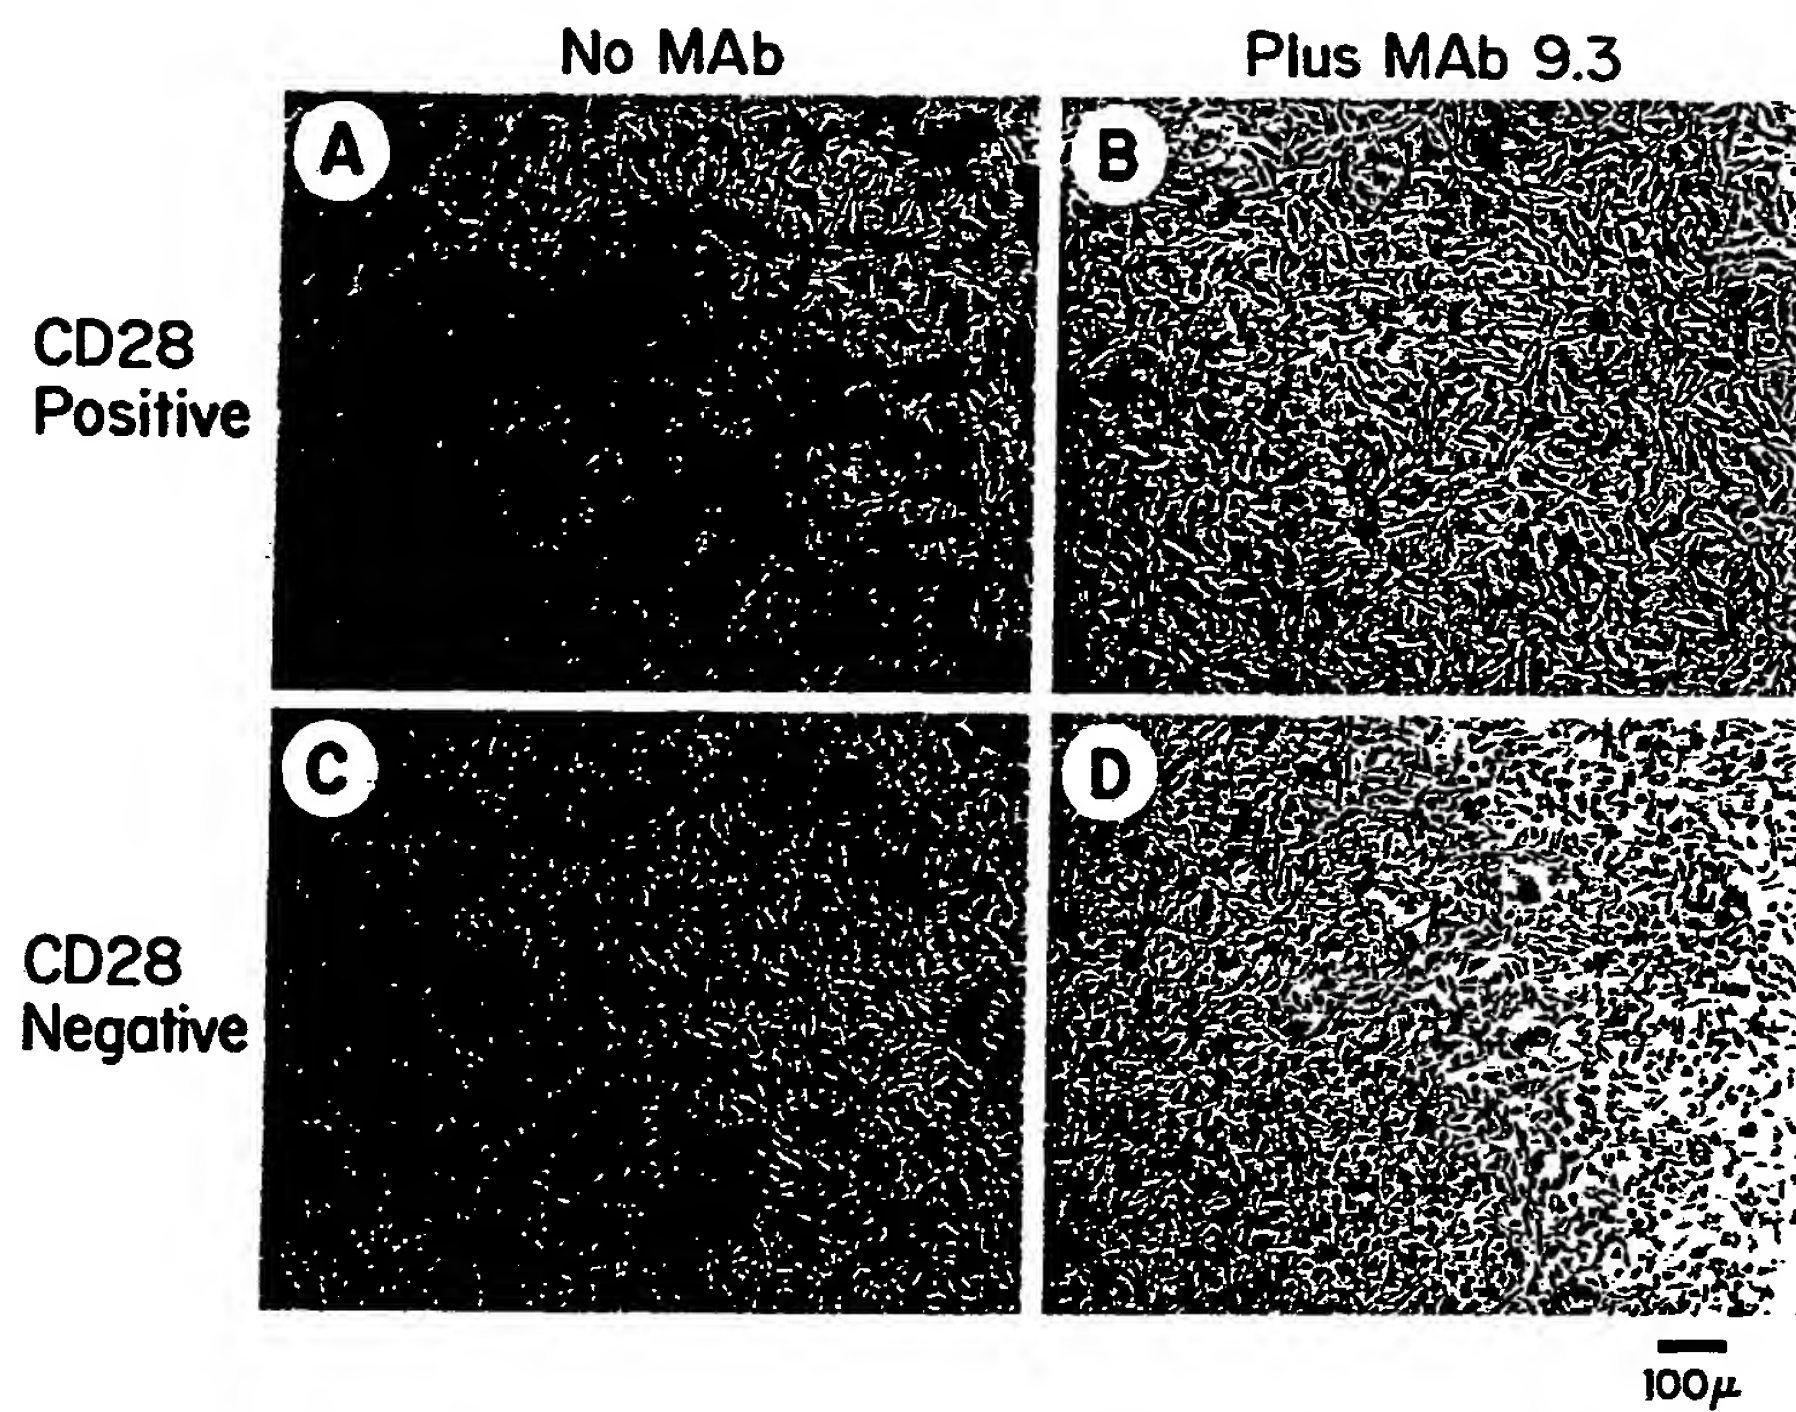 No MAb
Plus MAb 9.3
A
B
CD28
Positive
C
D
CD28
Negative
100μ